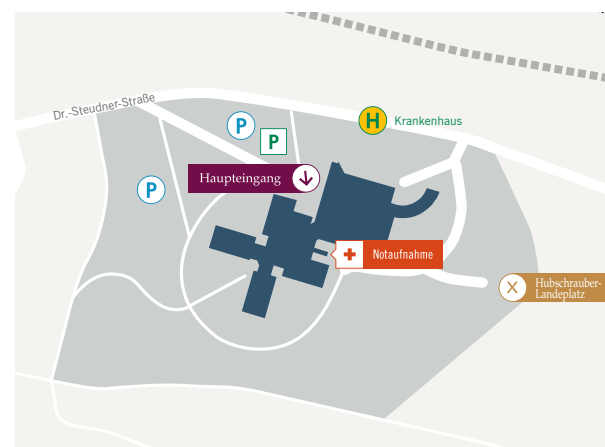 Dr.-Steudner-Straße
P
P
H Krankenhaus
Haupteingang
P
Notaufnahme
Hubschrauber-
Landeplatz